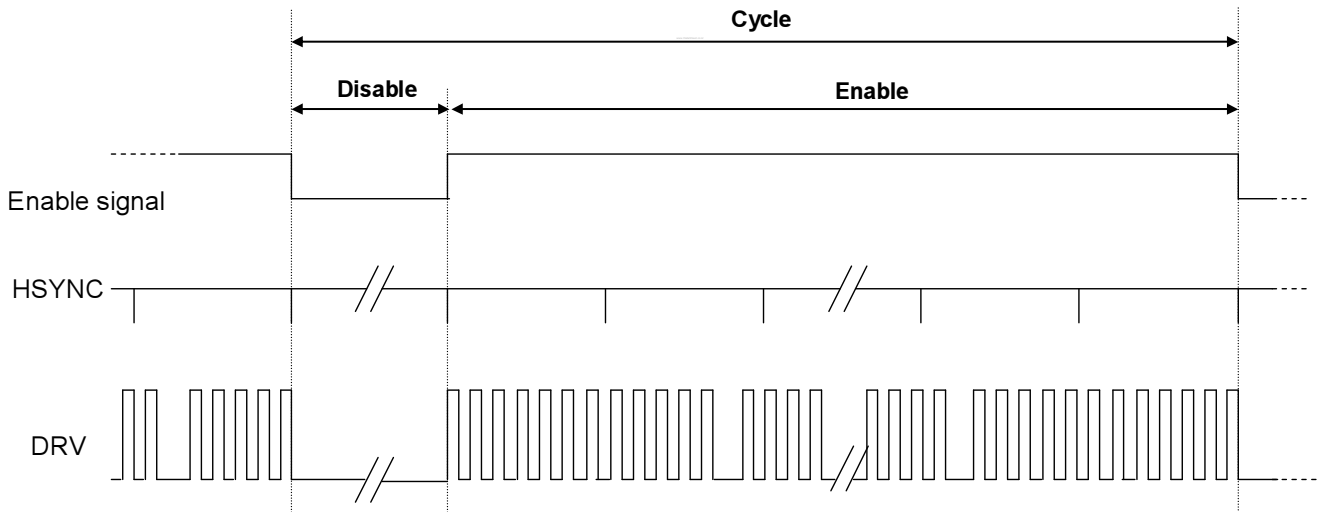 Cycle
Disable
Enable
Enable signal
HSYNC
DRV